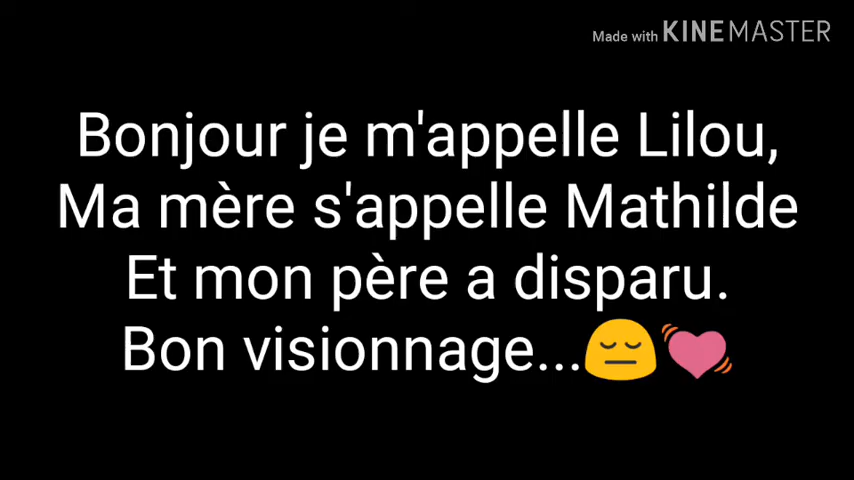 Made with KINEMASTER
Bonjour je m'appelle Lilou,
Ma mère s'appelle Mathilde
Et mon père a disparu.
Bon visionnage...😔💓